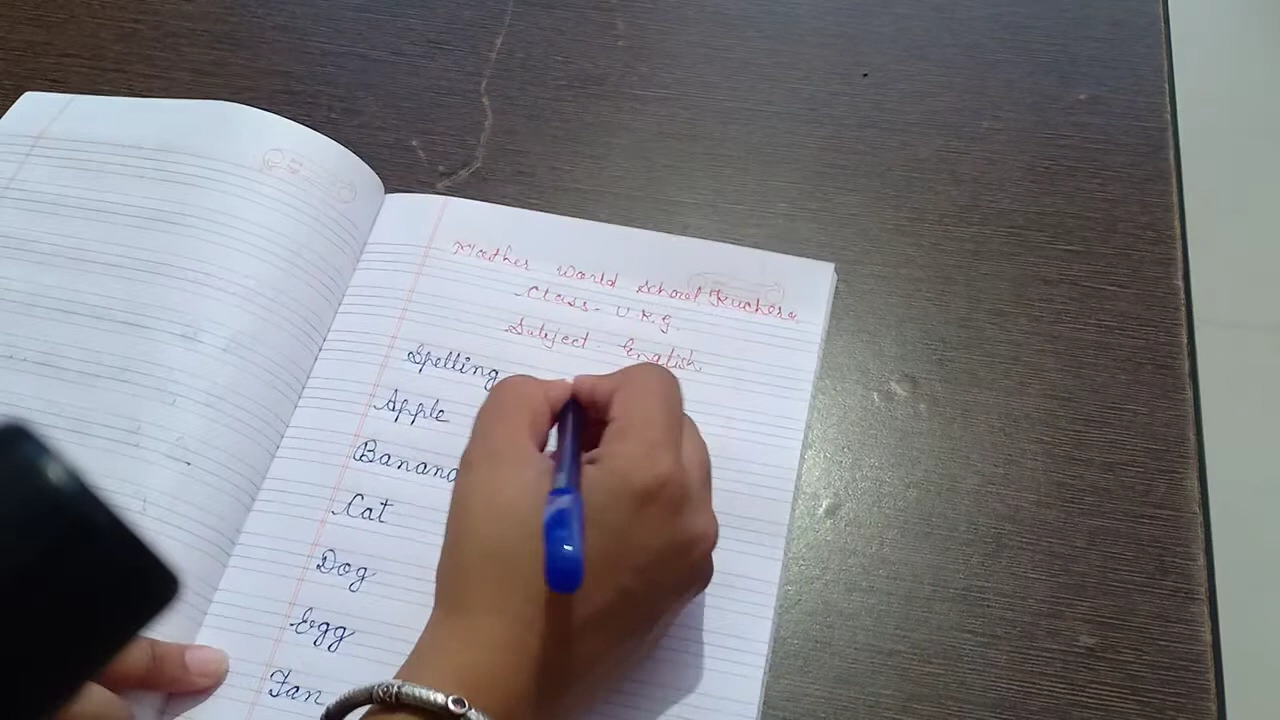 Mother World School Kuchera
Class- U.K.G.
Subject- English
Spelling
Apple
Banana
Cat
Dog
Egg
Fan